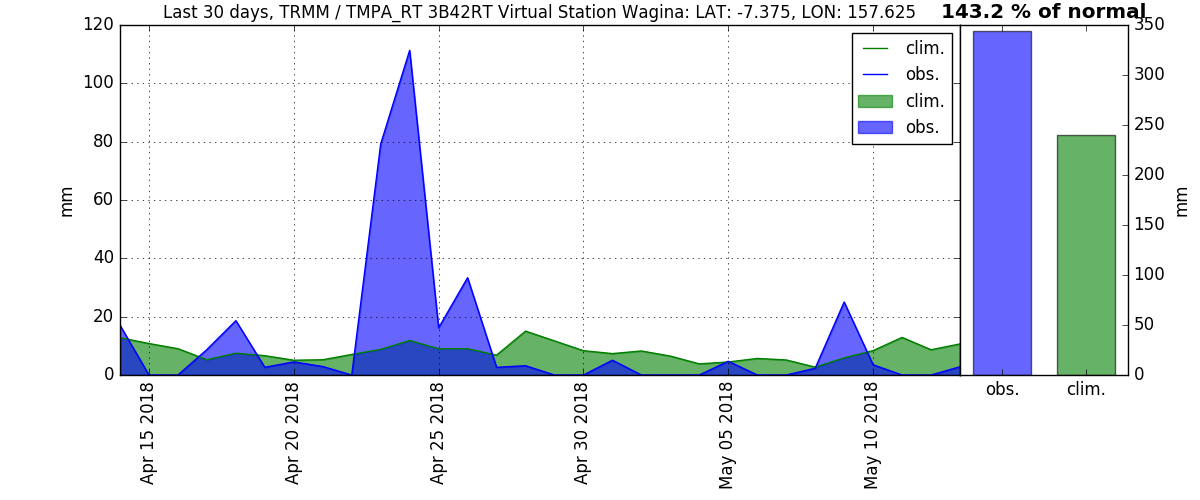 Last 30 days, TRMM / TMPA_RT 3B42RT Virtual Station Wagina: LAT: -7.375, LON: 157.625
143.2 % of normal
120
100
80
60
40
20
0
mm
clim.
obs.
clim.
obs.
Apr 15 2018
Apr 20 2018
Apr 25 2018
Apr 30 2018
May 05 2018
May 10 2018
350
300
250
200
150
100
50
0
mm
obs.
clim.